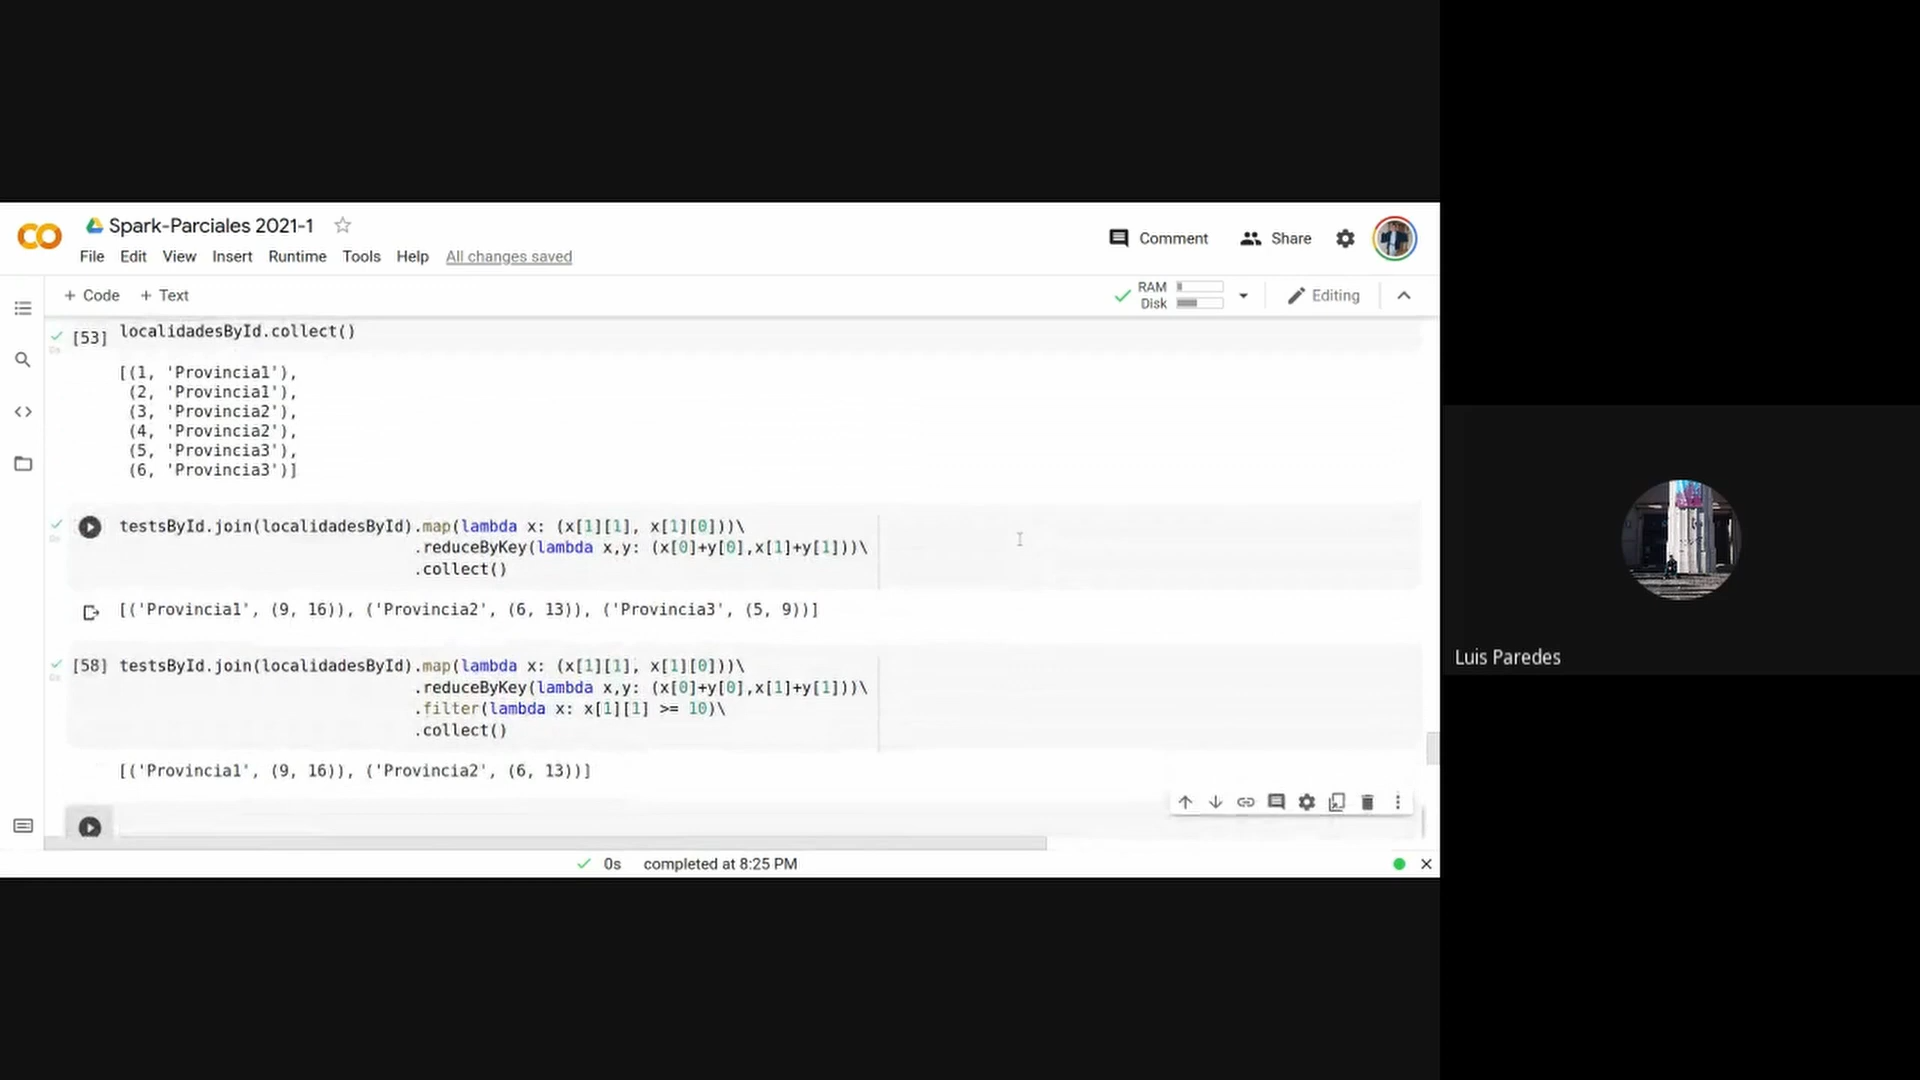 Spark-Parciales 2021-1
File Edit View Insert Runtime Tools Help All changes saved
Comment Share
+ Code + Text
RAM
Disk
Editing
[53] localidadesById.collect()
[(1, 'Provincia1'),
(2, 'Provincia1'),
(3, 'Provincia2'),
(4, 'Provincia2'),
(5, 'Provincia3'),
(6, 'Provincia3')]
testsById.join(localidadesById).map(lambda x: (x[1][1], x[1][0]))\
.reduceByKey(lambda x,y: (x[0]+y[0],x[1]+y[1]))\
.collect()
[('Provincia1', (9, 16)), ('Provincia2', (6, 13)), ('Provincia3', (5, 9))]
[58] testsById.join(localidadesById).map(lambda x: (x[1][1], x[1][0]))\
.reduceByKey(lambda x,y: (x[0]+y[0],x[1]+y[1]))\
.filter(lambda x: x[1][1] >= 10)\
.collect()
[('Provincia1', (9, 16)), ('Provincia2', (6, 13))]
0s completed at 8:25 PM
Luis Paredes